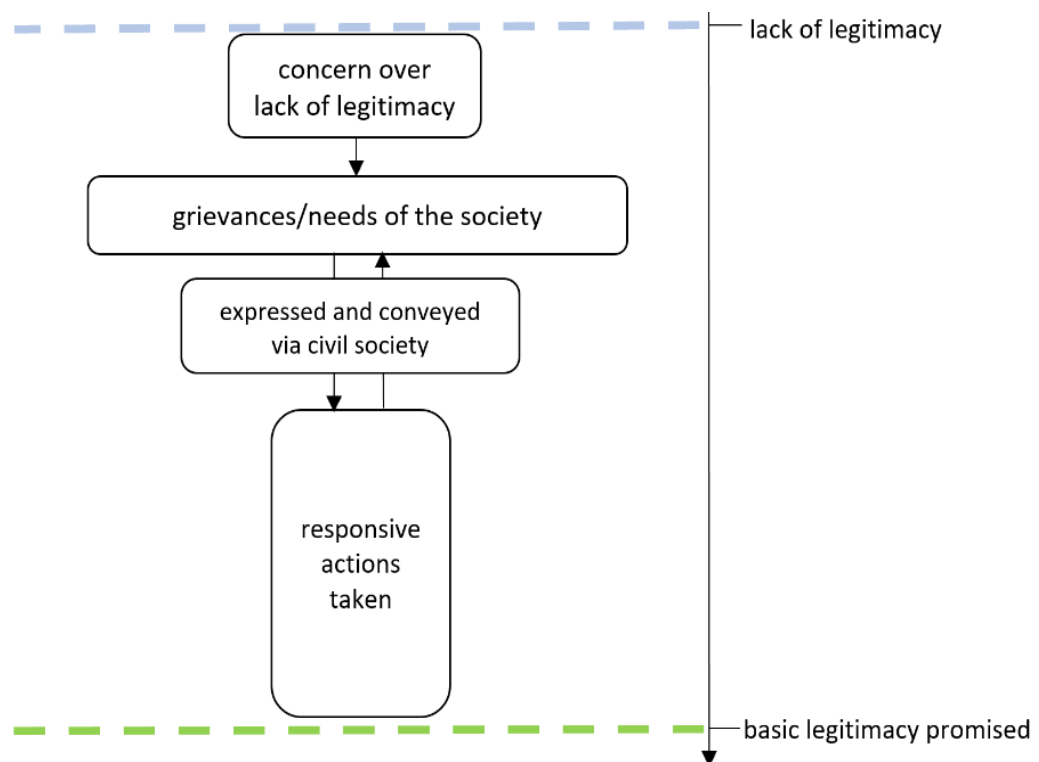 lack of legitimacy
concern over
lack of legitimacy
grievances/needs of the society
expressed and conveyed
via civil society
responsive
actions
taken
basic legitimacy promised